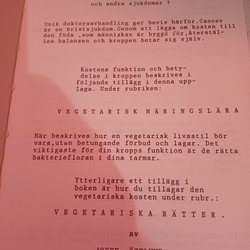 och andra sjukdomar ?
Unik doktorsavhandling ger bevis härför.Cancer
är en bristsjukdom.Genom att lägga om kosten till
den föda ,som människan är byggd för,återstäl-
les balansen och kroppen botar sig själv.
Kostens funktion och bety-
delse i kroppen beskrives i
följande tillägg i denna upp-
laga. Under rubriken:
VEGETARISK NÄRINGSLÄRA
Här beskrives hur en vegetarisk livsstil bör
vara,utan betungande förbud och lagar. Det
viktigaste för din kropps funktion är de rätta
bakteriefloran i dina tarmar.
Ytterligare ett tillägg i
boken är hur du tillagar den
vegetariska kosten under rubr.:
VEGETARISKA RÄTTER.
av